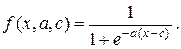 f(x,a,c) = 1 / (1 + e^{-a(x-c)}) .